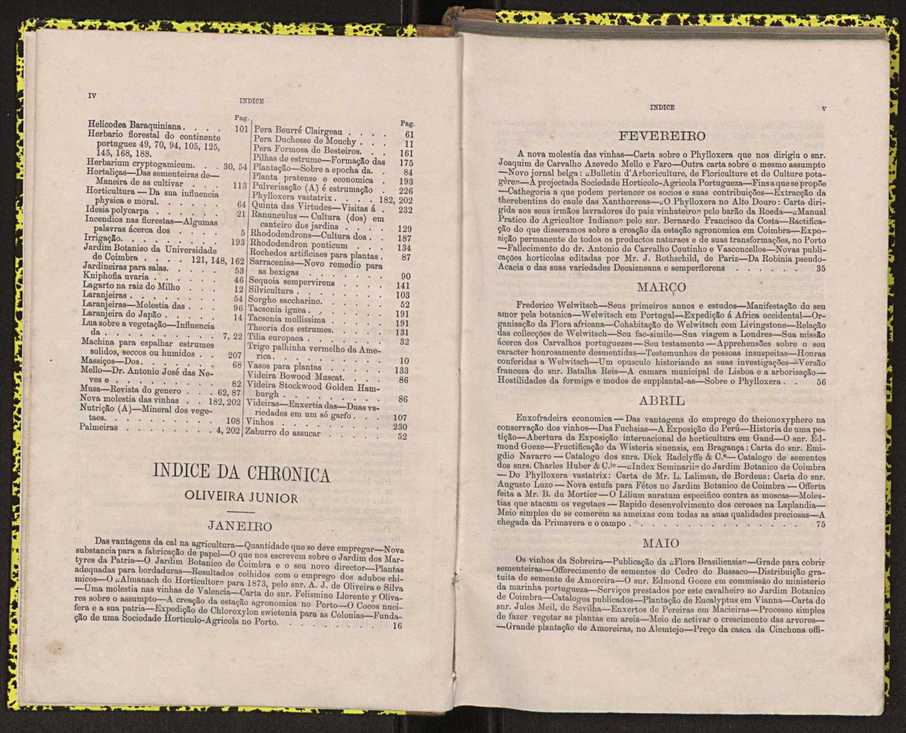 IV
INDICE
Pag.
Helicodea Baraquiniana. . . . 101
Herbario florestal do continente
portuguez 49, 70, 94, 105, 125,
145, 168, 188.
Herbarium cryptogamicum. . . 30, 54
Hortaliças—Das sementeiras de—
Maneira de as cultivar . . . . 113
Horticultura—Da sua influencia
physica e moral. . . . . . 64
Idesia polycarpa . . . . . . 21
Incendios nas florestas—Algumas
palavras ácerca dos . . . . 5
Irrigação. . . . . . . . . 193
Jardim Botanico da Universidade
de Coimbra . . . . 121, 148, 162
Jardineiras para salas. . . . . 53
Kniphofia uvaria . . . . . . 46
Lagarto na raiz do Milho . . . 12
Laranjeiras . . . . . . . . 54
Laranjeiras—Molestia das . . . 96
Laranjeira do Japão . . . . . 14
Lua sobre a vegetação—Influencia
da . . . . . . . . . 7, 22
Machina para espalhar estrumes
solidos, seccos ou humidos . . 207
Massiços—Dos. . . . . . . 68
Mello—Dr. Antonio José das Ne-
ves e . . . . . . . . . 82
Musa—Revista do genero . . . 62, 87
Nova molestia das vinhas . . 182, 202
Nutrição (A)—Mineral dos vege-
taes. . . . . . . . . . 108
Palmeiras . . . . . . . . 4, 202
Pag.
Pera Beurré Clairgeau . . . . 61
Pera Duchesse de Mouchy . . . 11
Pera Formosa de Besteiros. . . 161
Pilhas de estrume—Formação das 175
Plantação—Sobre a epocha da . . 84
Planta pratense e economica . . 193
Pulverisação (A) é estrumação . . 226
Phylloxera vastatrix . . . . 182, 202
Quinta das Virtudes—Visitas á . . 232
Ranunculus—Cultura (dos) em
canteiro dos jardins . . . . 129
Rhododendrons—Cultura dos . . 187
Rhododendron ponticum . . . 134
Rochedos artificiaes para plantas . 87
Sarracenias—Novo remedio para
as bexigas . . . . . . . 90
Sequoia sempervirens . . . . 141
Silvicultura . . . . . . . 103
Sorgho saccharino. . . . . . 52
Tacsonia ignea . . . . . . 191
Tacsonia mollissima . . . . . 191
Theoria dos estrumes. . . . . 131
Tilia europaea . . . . . . . 32
Trigo palhinha vermelho da Ame-
rica. . . . . . . . . . 10
Vasos para plantas . . . . . 133
Videira Bowood Muscat. . . . 86
Videira Stockwood Golden Ham-
burgh . . . . . . . . . 86
Videiras—Enxertia das—Duas va-
riedades em um só garfo . . . 107
Vinhos . . . . . . . . . 230
Zaburro do assucar . . . . . 52
INDICE DA CHRONICA
OLIVEIRA JUNIOR
JANEIRO
Das vantagens da cal na agricultura—Quantidade que se deve empregar—Nova
substancia para a fabricação de papel—O que nos escrevem sobre o Jardim dos Mar-
tyres da Patria—O Jardim Botanico de Coimbra e o seu novo director—Plantas
adequadas para bordaduras—Resultados colhidos com o emprego dos adubos chi-
micos—O «Almanach do Horticultor» para 1873, pelo snr. A. J. de Oliveira e Silva
—Uma molestia nas vinhas de Valencia—Carta do snr. Felismino Llorente y Oliva-
res sobre o assumpto—A creação da estação agronomica no Porto—O Cocos nuci-
fera e a sua patria—Expedição de Chloroxylon swietonia para as Colonias—Funda-
ção de uma Sociedade Horticolo-Agricola no Porto. . . . . . . . . . 16
INDICE
V
FEVEREIRO
A nova molestia das vinhas—Carta sobre o Phylloxera que nos dirigiu o snr.
Joaquim de Carvalho Azevedo Mello e Faro—Outra carta sobre o mesmo assumpto
—Novo jornal belga: «Bulletin d'Arboriculture, de Floriculture et de Culture pota-
gère»—A projectada Sociedade Horticolo-Agricola Portugueza—Fins a que se propõe
—Cathegorias a que podem pertencer os socios e suas contribuições—Extracção da
therebentina do caule das Xanthorreas—«O Phylloxera no Alto Douro: Carta diri-
gida aos seus irmãos lavradores do paiz vinhateiro» pelo barão da Roeda—«Manual
Pratico do Agricultor Indiano» pelo snr. Bernardo Francisco da Costa—Rectifica-
ção do que disseramos sobre a creação da estação agronomica em Coimbra—Expo-
sição permanente de todos os productos naturaes e de suas transformações, no Porto
—Fallecimento do dr. Antonio de Carvalho Coutinho e Vasconcellos—Novas publi-
cações horticolas editadas por Mr. J. Rothschild, de Pariz—Da Robinia pseudo-
Acacia o das suas variedades Decaisneana e semperflorens . . . . . . . 35
MARÇO
Frederico Welwitsch—Seus primeiros annos e estudos—Manifestação do seu
amor pela botanica—Welwitsch em Portugal—Expedição á Africa occidental—Or-
ganisação da Flora africana—Cohabitação de Welwitsch com Livingstone—Relação
das collecções de Welwitsch—Seu fac-simile—Sua viagem a Londres—Sua missão
ácerca dos Carvalhos portuguezes—Seu testamento—Apprehensões sobre o seu
caracter honrosamente desmentidas—Testemunhos de pessoas insuspeitas—Honras
conferidas a Welwitsch—Um opusculo historiando as suas investigações—Versão
franceza do snr. Batalha Reis—A camara municipal de Lisboa e a arborisação—
Hostilidades da formiga e modos de supplantal-as—Sobre o Phylloxera . . 56
ABRIL
Enxofradeira economica—Das vantagens do emprego do theionoxyphero na
conservação dos vinhos—Das Fuchsias—A Exposição do Perú—Historia de uma pe-
tição—Abertura da Exposição internacional de horticultura em Gand—O snr. Ed-
mond Goeze—Fructificação da Wisteria sinensis, em Bragança: Carta do snr. Emi-
gdio Navarro—Catalogo dos snrs. Dick Radclyffe & C.ª—Catalogo de sementes
dos snrs. Charles Huber & C.ie—«Index Seminarii» do Jardim Botanico de Coimbra
—Do Phylloxera vastatrix: Carta de Mr. L. Laliman, de Bordeus: Carta do snr.
Augusto Luzo—Nova estufa para Fétos no Jardim Botanico de Coimbra—Offerta
feita a Mr. B. du Mortier—O Lilium auratum especifico contra as moscas—Moles-
tias que atacam os vegetaes—Rapido desenvolvimento dos cereaes na Laplandia—
Meio simples de se comerem as ameixas com todas as suas qualidades preciosas—A
chegada da Primavera e o campo . . . . . . . . . . . . . 75
MAIO
Os vinhos da Sobreira—Publicação da «Flora Brasiliensis»—Grade para cobrir
sementeiras—Offerecimento de sementes do Cedro do Bussaco—Distribuição gra-
tuita de semente de Amoreira—O snr. Edmond Goeze em commissão do ministerio
da marinha portugueza—Serviços prestados por este cavalheiro ao Jardim Botanico
de Coimbra—Catalogos publicados—Plantação de Eucalyptus em Vianna—Carta do
snr. Jules Meil, de Sevilha—Enxertos de Pereiras em Macieiras—Processo simples
de fazer vegetar as plantas em areia—Meio de activar o crescimento das arvores—
—Grande plantação de Amoreiras, no Alemtejo—Preço da casca da Cinchona offi-